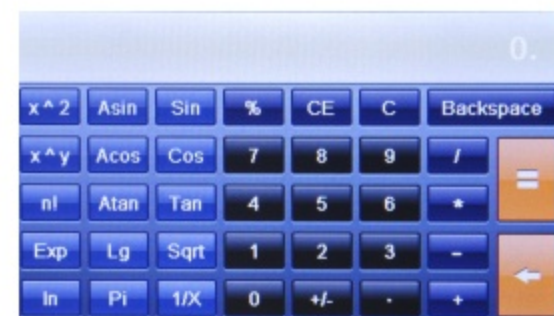 0.
x^2 Asin Sin % CE C Backspace
x^y Acos Cos 7 8 9 / =
n! Atan Tan 4 5 6 *
Exp Lg Sqrt 1 2 3 -
In Pi 1/X 0 +/- . +